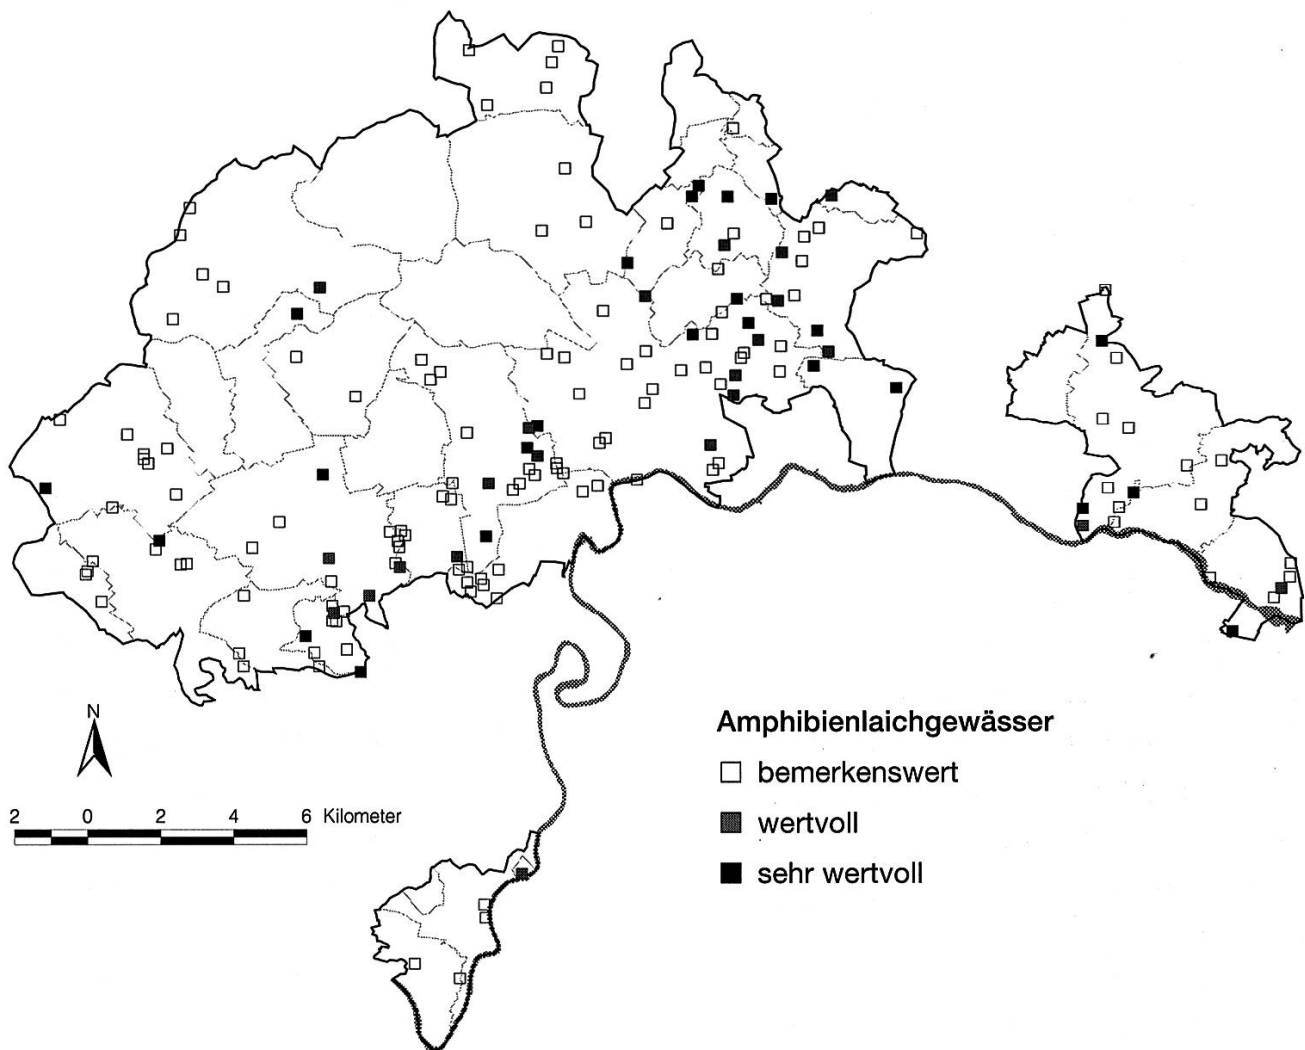 N
2 0 2 4 6 Kilometer
Amphibienlaichgewässer
bemerkenswert
wertvoll
sehr wertvoll